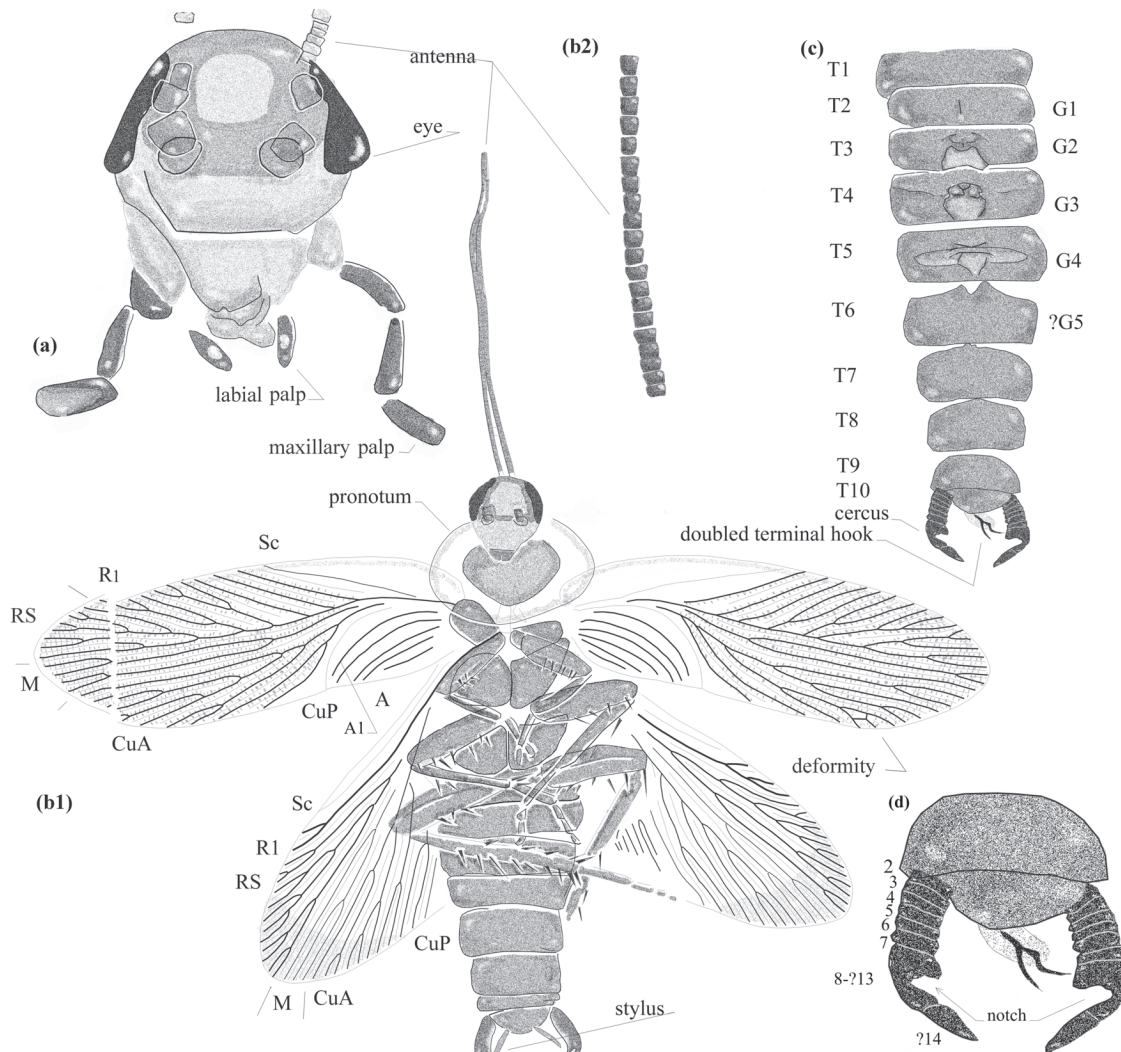 (b2)
(c)
antenna
T1
T2
G1
eye
T3
G2
T4
G3
T5
G4
T6
?G5
(a)
T7
labial palp
T8
maxillary palp
T9
T10
pronotum
cercus
doubled terminal hook
Sc
R1
RS
M
CuP
A
A1
CuA
deformity
(b1)
Sc
(d)
R1
RS
2
3
4
5
6
7
CuP
8-?13
M
CuA
stylus
notch
?14